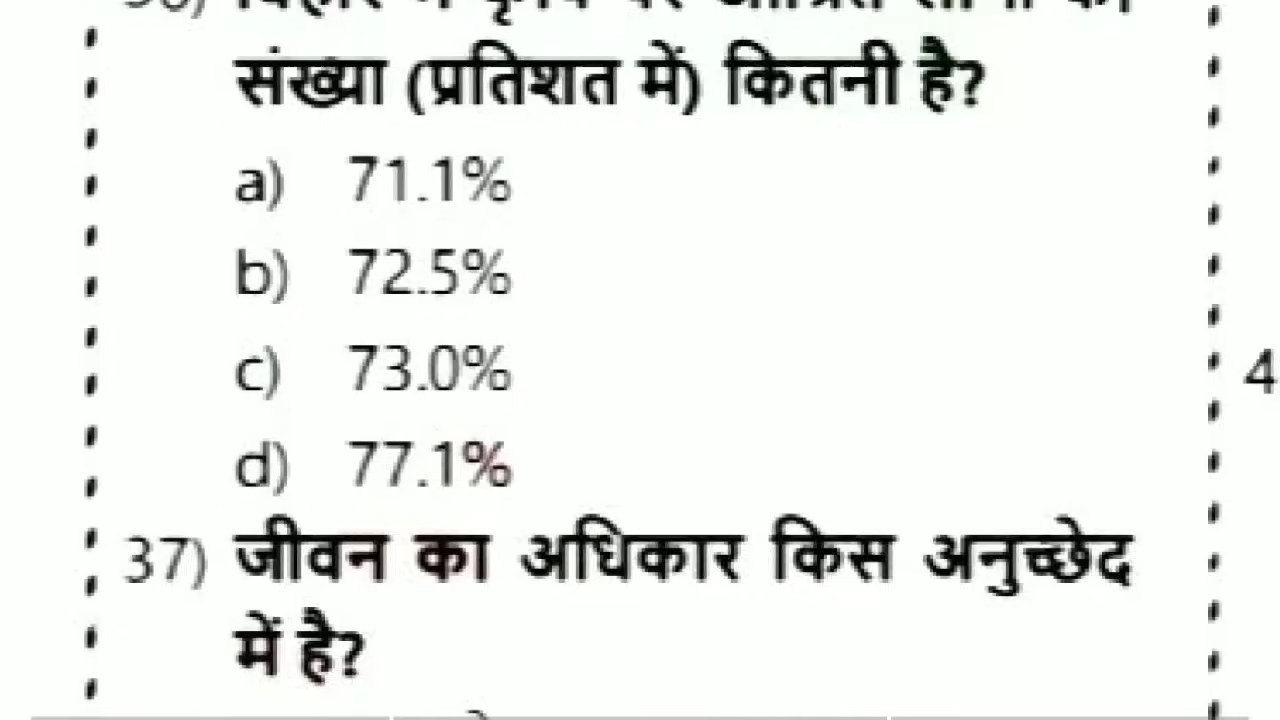 संख्या (प्रतिशत में) कितनी है?
a) 71.1%
b) 72.5%
c) 73.0%
d) 77.1%
4
37) जीवन का अधिकार किस अनुच्छेद
में है?